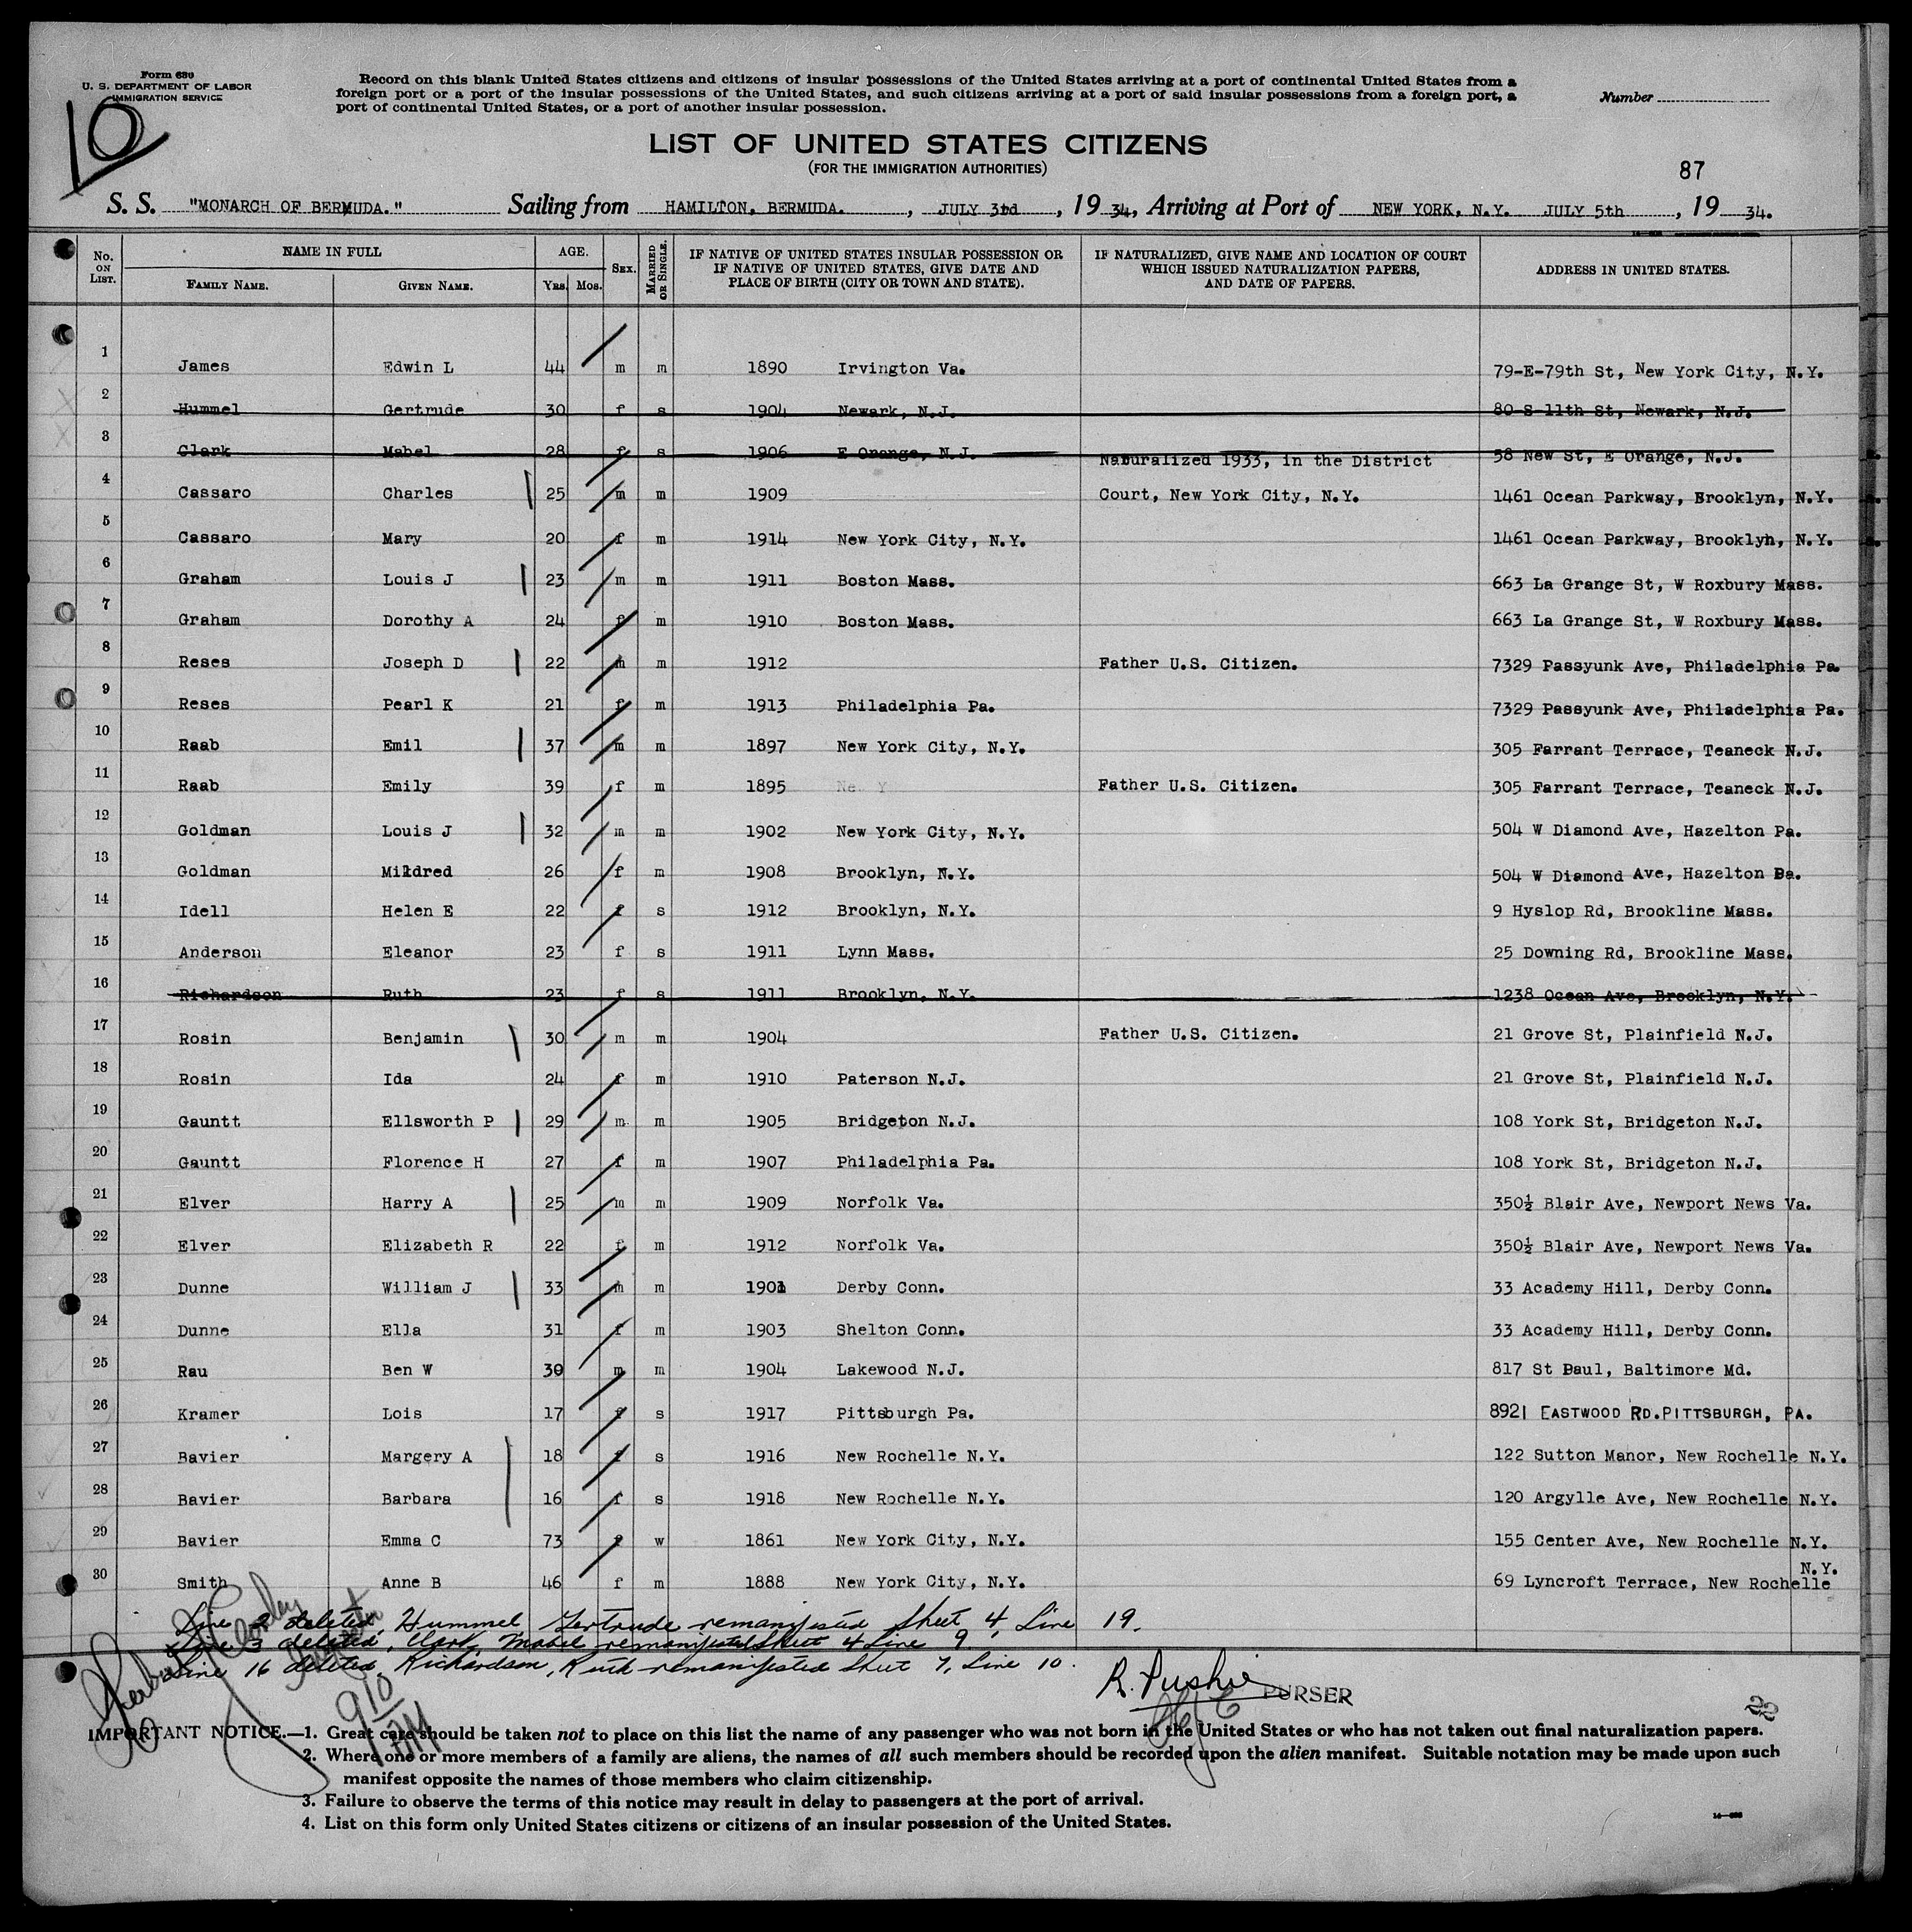 Form 630
U. S. DEPARTMENT OF LABOR
IMMIGRATION SERVICE
10
Record on this blank United States citizens and citizens of insular possessions of the United States arriving at a port of continental United States from a
foreign port or a port of the insular possessions of the United States, and such citizens arriving at a port of said insular possessions from a foreign port, a
port of continental United States, or a port of another insular possession.
Number
LIST OF UNITED STATES CITIZENS
(FOR THE IMMIGRATION AUTHORITIES)
87
S. S. "MONARCH OF BERMUDA." Sailing from HAMILTON, BERMUDA. , JULY 3rd , 19 34, Arriving at Port of NEW YORK, N.Y. JULY 5th , 19 34.
No. ON LIST. NAME IN FULL FAMILY NAME. GIVEN NAME. AGE. YRS. MOS. SEX. MARRIED OR SINGLE. IF NATIVE OF UNITED STATES INSULAR POSSESSION OR IF NATIVE OF UNITED STATES, GIVE DATE AND PLACE OF BIRTH (CITY OR TOWN AND STATE). IF NATURALIZED, GIVE NAME AND LOCATION OF COURT WHICH ISSUED NATURALIZATION PAPERS, AND DATE OF PAPERS. ADDRESS IN UNITED STATES.
1 James Edwin L 44 m m 1890 Irvington Va. 79-E-79th St, New York City, N.Y.
2 Hummel Gertrude 30 f s 1904 Newark, N.J. 80-S-11th St, Newark, N.J.
3 Clark Mabel 28 f s 1906 E Orange, N.J. 58 New St, E Orange, N.J.
Naturalized 1933, in the District
4 Cassaro Charles 25 m m 1909 Court, New York City, N.Y. 1461 Ocean Parkway, Brooklyn, N.Y.
5 Cassaro Mary 20 f m 1914 New York City, N.Y. 1461 Ocean Parkway, Brooklyn, N.Y.
6 Graham Louis J 23 m m 1911 Boston Mass. 663 La Grange St, W Roxbury Mass.
7 Graham Dorothy A 24 f m 1910 Boston Mass. 663 La Grange St, W Roxbury Mass.
8 Reses Joseph D 22 m m 1912 Father U.S. Citizen. 7329 Passyunk Ave, Philadelphia Pa.
9 Reses Pearl K 21 f m 1913 Philadelphia Pa. 7329 Passyunk Ave, Philadelphia Pa.
10 Raab Emil 37 m m 1897 New York City, N.Y. 305 Farrant Terrace, Teaneck N.J.
11 Raab Emily 39 f m 1895 Father U.S. Citizen. 305 Farrant Terrace, Teaneck N.J.
12 Goldman Louis J 32 m m 1902 New York City, N.Y. 504 W Diamond Ave, Hazelton Pa.
13 Goldman Mildred 26 f m 1908 Brooklyn, N.Y. 504 W Diamond Ave, Hazelton Pa.
14 Idell Helen E 22 f s 1912 Brooklyn, N.Y. 9 Hyslop Rd, Brookline Mass.
15 Anderson Eleanor 23 f s 1911 Lynn Mass. 25 Downing Rd, Brookline Mass.
16 Richardson Ruth 23 f s 1911 Brooklyn, N.Y. 1238 Ocean Ave, Brooklyn, N.Y.
17 Rosin Benjamin 30 m m 1904 Father U.S. Citizen. 21 Grove St, Plainfield N.J.
18 Rosin Ida 24 f m 1910 Paterson N.J. 21 Grove St, Plainfield N.J.
19 Gauntt Ellsworth P 29 m m 1905 Bridgeton N.J. 108 York St, Bridgeton N.J.
20 Gauntt Florence H 27 f m 1907 Philadelphia Pa. 108 York St, Bridgeton N.J.
21 Elver Harry A 25 m m 1909 Norfolk Va. 350½ Blair Ave, Newport News Va.
22 Elver Elizabeth R 22 f m 1912 Norfolk Va. 350½ Blair Ave, Newport News Va.
23 Dunne William J 33 m m 1901 Derby Conn. 33 Academy Hill, Derby Conn.
24 Dunne Ella 31 f m 1903 Shelton Conn. 33 Academy Hill, Derby Conn.
25 Rau Ben W 30 m m 1904 Lakewood N.J. 817 St Paul, Baltimore Md.
26 Kramer Lois 17 f s 1917 Pittsburgh Pa. 8921 EASTWOOD RD. PITTSBURGH, PA.
27 Bavier Margery A 18 f s 1916 New Rochelle N.Y. 122 Sutton Manor, New Rochelle N.Y.
28 Bavier Barbara 16 f s 1918 New Rochelle N.Y. 120 Argylle Ave, New Rochelle N.Y.
29 Bavier Emma C 73 f w 1861 New York City, N.Y. 155 Center Ave, New Rochelle N.Y.
30 Smith Anne B 46 f m 1888 New York City, N.Y. 69 Lyncroft Terrace, New Rochelle N.Y.
Line 2 deleted, Hummel, Gertrude remanifested Sheet 4, Line 19.
Line 3 deleted, Clark, Mabel remanifested Sheet 4 Line 9
Line 16 deleted, Richardson, Ruth remanifested Sheet 7, Line 10.
R. Pushie PURSER
22
IMPORTANT NOTICE.—1. Great care should be taken not to place on this list the name of any passenger who was not born in the United States or who has not taken out final naturalization papers.
2. Where one or more members of a family are aliens, the names of all such members should be recorded upon the alien manifest. Suitable notation may be made upon such
manifest opposite the names of those members who claim citizenship.
3. Failure to observe the terms of this notice may result in delay to passengers at the port of arrival.
4. List on this form only United States citizens or citizens of an insular possession of the United States.